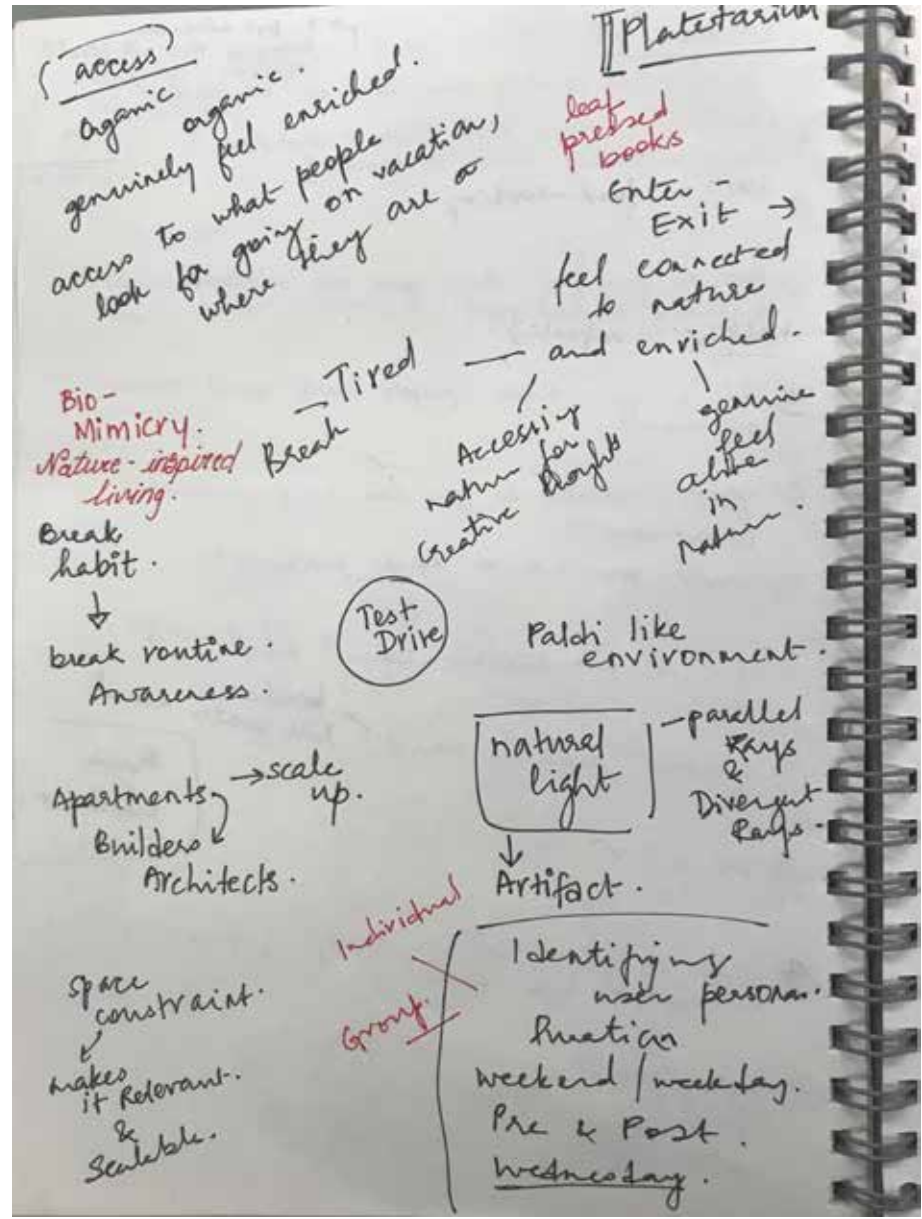 access
organic
organic.
genuinely feel enriched.
access to what people
look for going on vacation,
where they are
Platetarium
leaf
pressed
books
Enter -
Exit →
feel connected
to nature
and enriched.
Tired
Break
Accessing
nature for
creative thoughts
genuine
feel
alive
in
nature.
Bio-
Mimicry.
Nature-inspired
living.
Break
habit.
↓
break routine.
Awareness.
Test
Drive
Paldi like
environment.
natural
light
- parallel
Rays
&
Divergent
Rays -
↓
Artifact.
Apartments
→ scale
up.
Builders
Architects.
space
constraint.
makes
it Relevant.
&
Scalable.
Individual
Group.
Identifying
user persona.
weekend / weekday.
Pre & Post.
Wednesday.